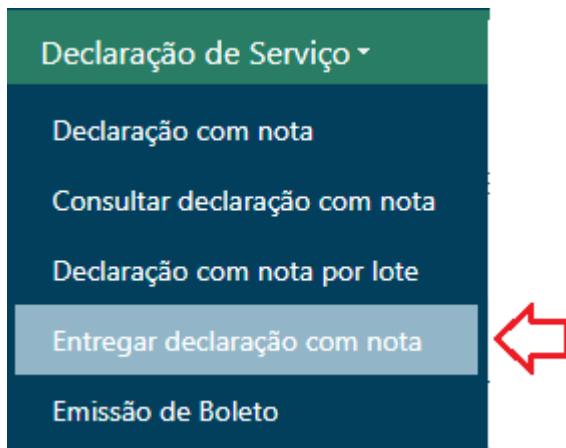 Declaração de Serviço
Declaração com nota
Consultar declaração com nota
Declaração com nota por lote
Entregar declaração com nota
Emissão de Boleto